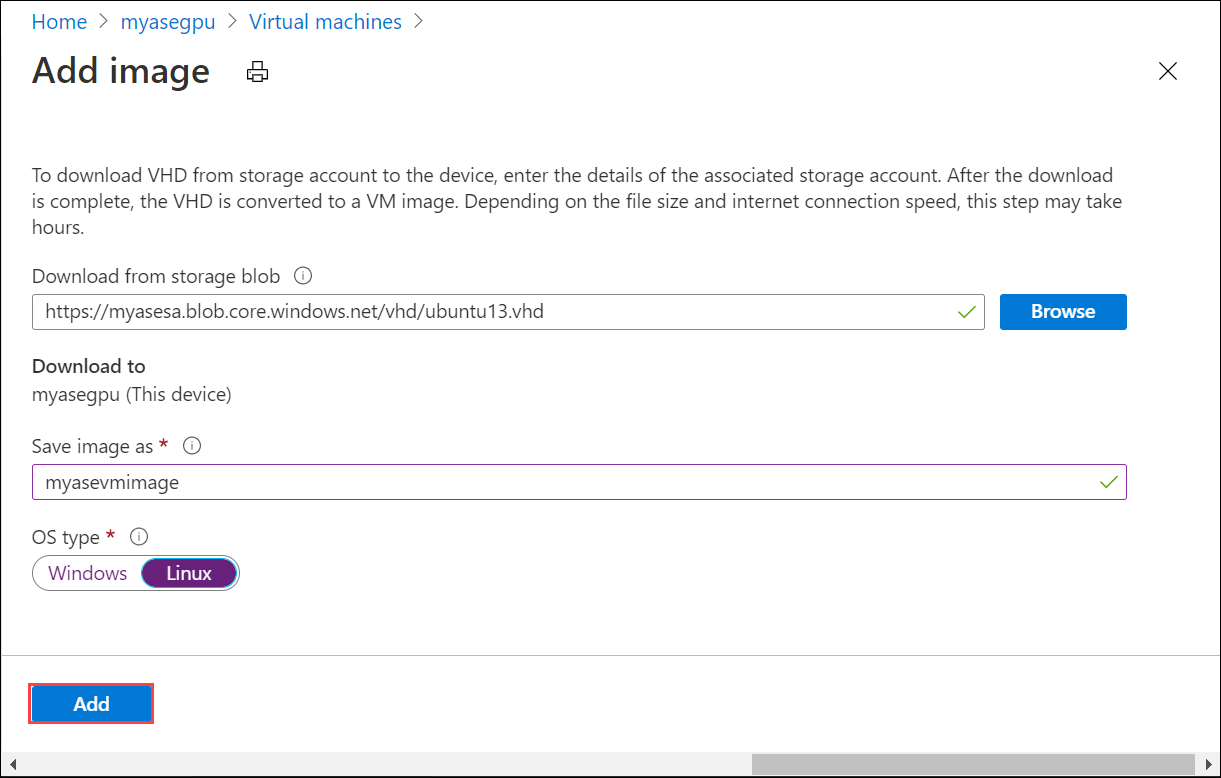 Home > myasegpu > Virtual machines >
Add image
To download VHD from storage account to the device, enter the details of the associated storage account. After the download
is complete, the VHD is converted to a VM image. Depending on the file size and internet connection speed, this step may take
hours.
Download from storage blob
https://myasesa.blob.core.windows.net/vhd/ubuntu13.vhd Browse
Download to
myasegpu (This device)
Save image as *
myasevmimage
OS type *
Windows Linux
Add